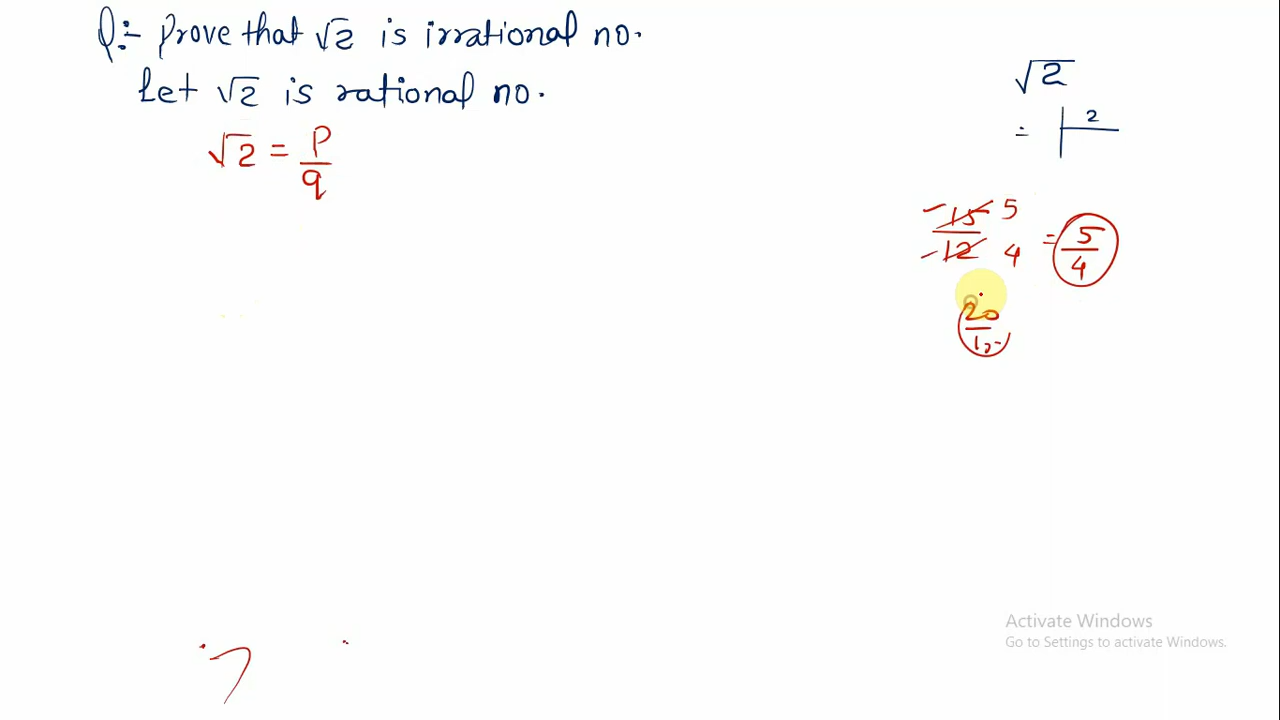 Q:- Prove that √2 is irrational no.
Let √2 is rational no.
√2 = p/q
√2
= 2
-15/-12 5/4 = 5/4
Activate Windows
Go to Settings to activate Windows.